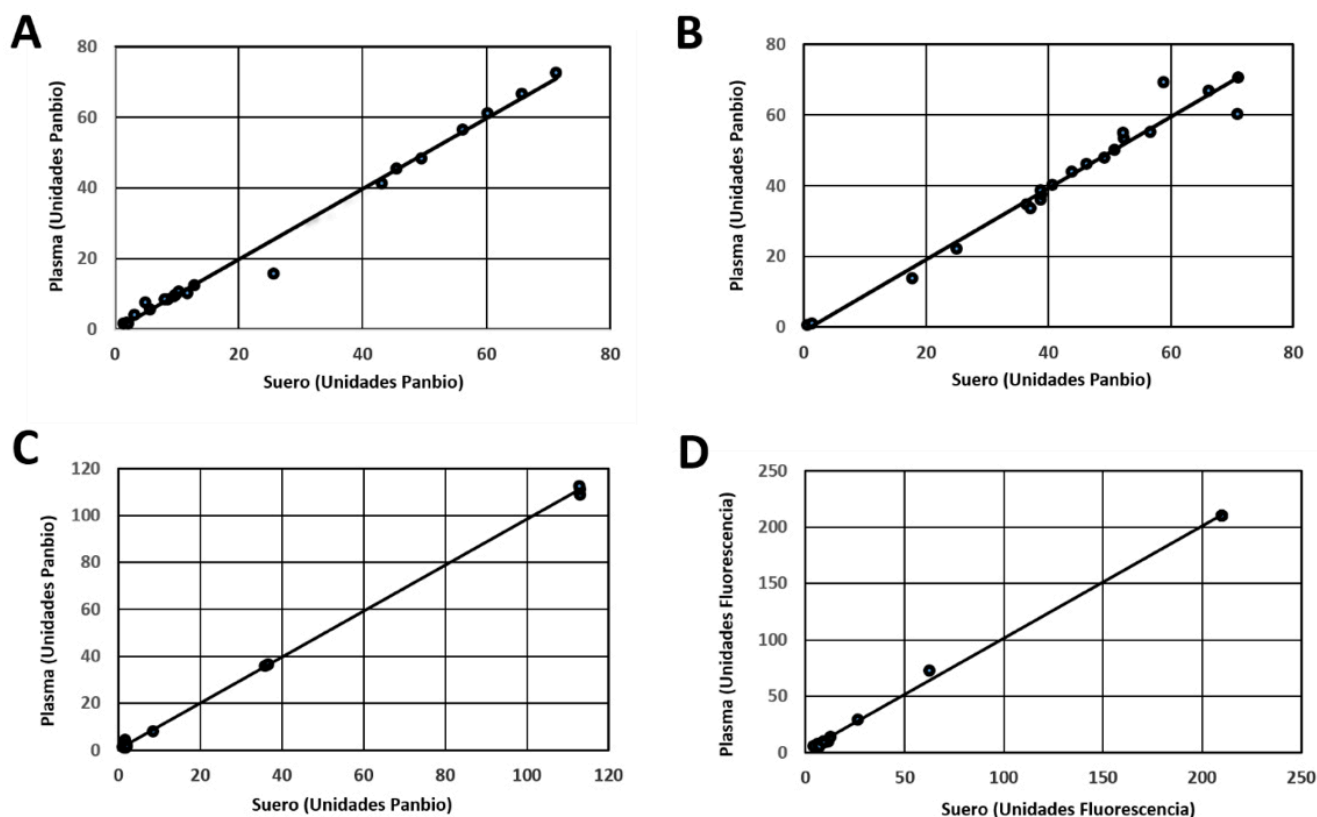 A
80
60
40
20
0
Plasma (Unidades Panbio)
0 20 40 60 80
Suero (Unidades Panbio)
B
80
60
40
20
0
Plasma (Unidades Panbio)
0 20 40 60 80
Suero (Unidades Panbio)
C
120
100
80
60
40
20
0
Plasma (Unidades Panbio)
0 20 40 60 80 100 120
Suero (Unidades Panbio)
D
250
200
150
100
50
0
Plasma (Unidades Fluorescencia)
0 50 100 150 200 250
Suero (Unidades Fluorescencia)